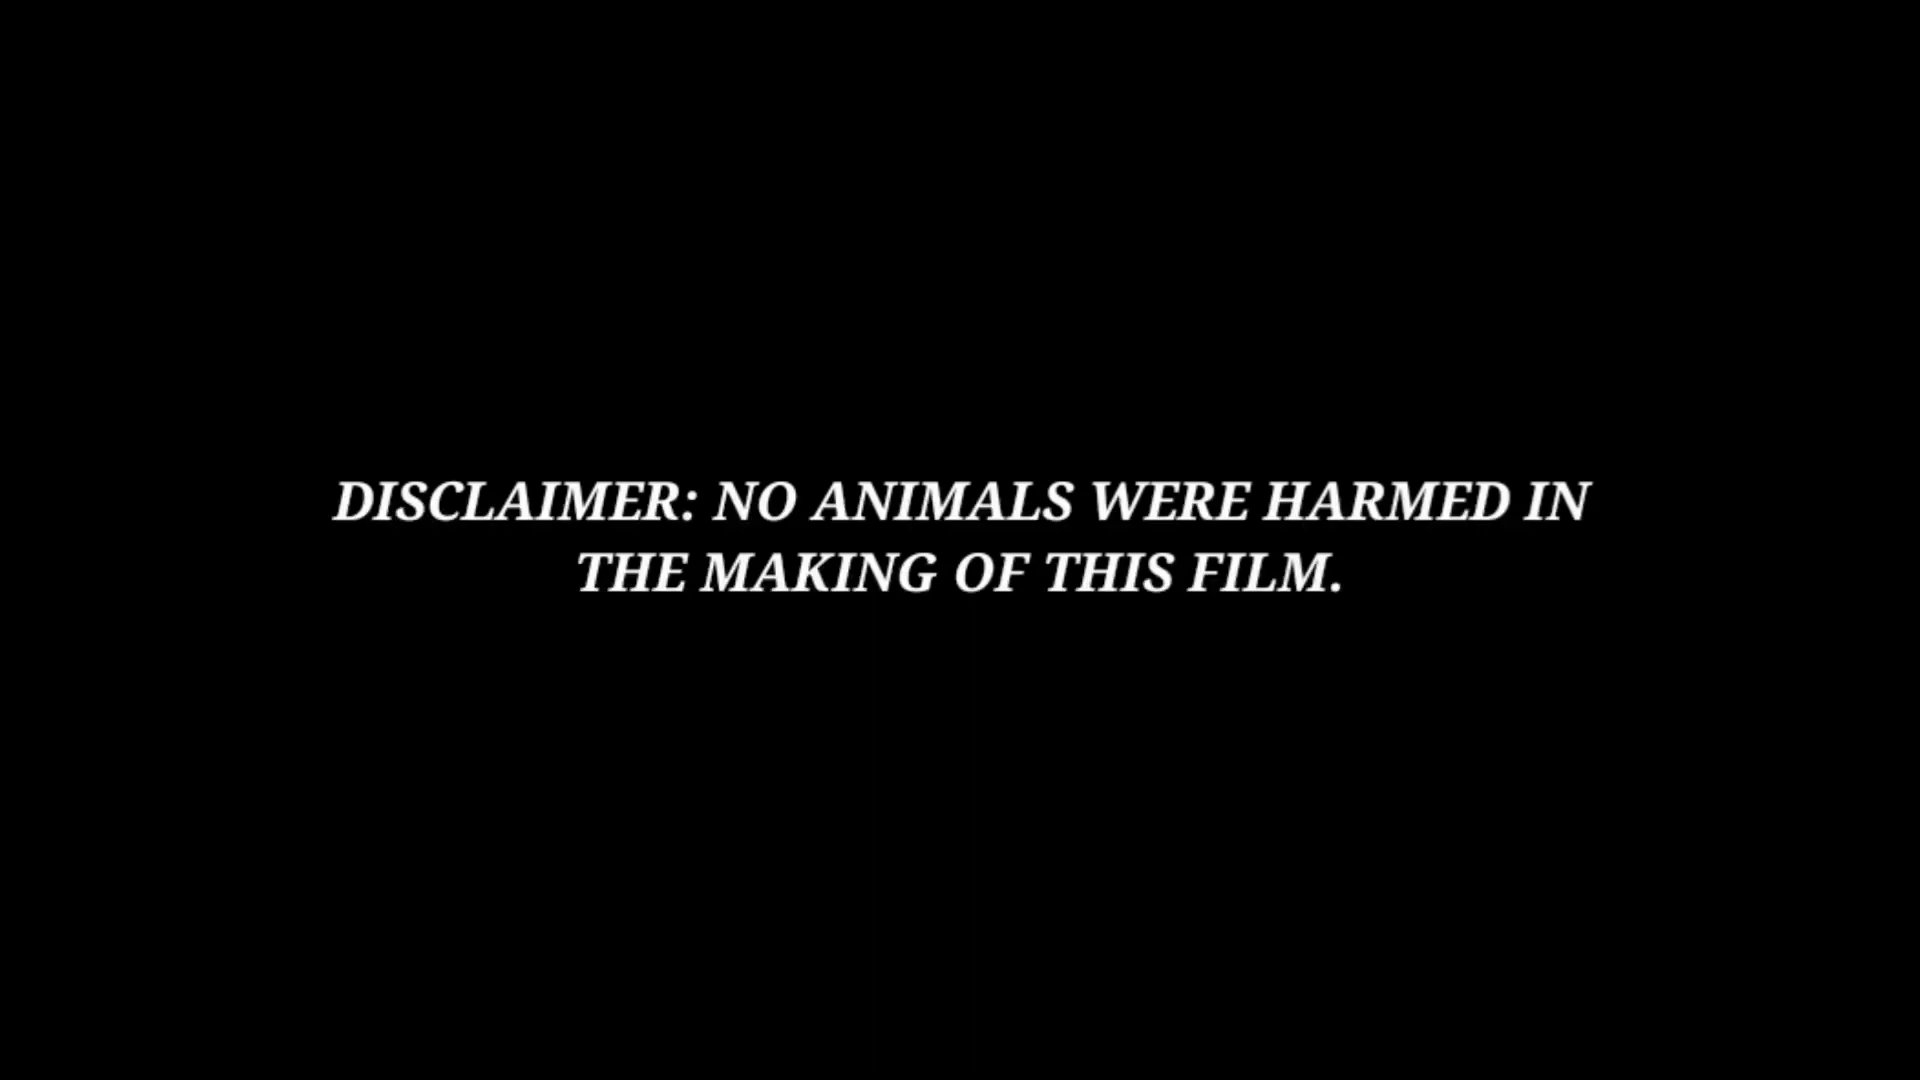 DISCLAIMER: NO ANIMALS WERE HARMED IN
THE MAKING OF THIS FILM.